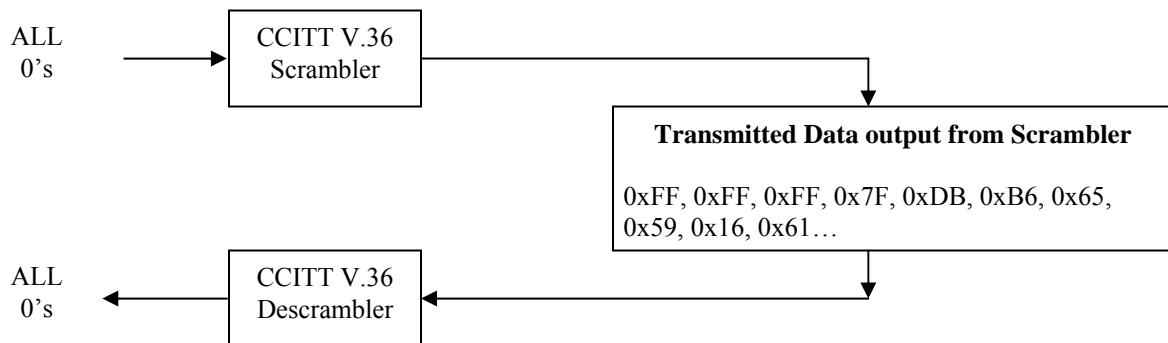 ALL
0's
CCITT V.36
Scrambler
Transmitted Data output from Scrambler
0xFF, 0xFF, 0xFF, 0x7F, 0xDB, 0xB6, 0x65,
0x59, 0x16, 0x61…
ALL
0's
CCITT V.36
Descrambler